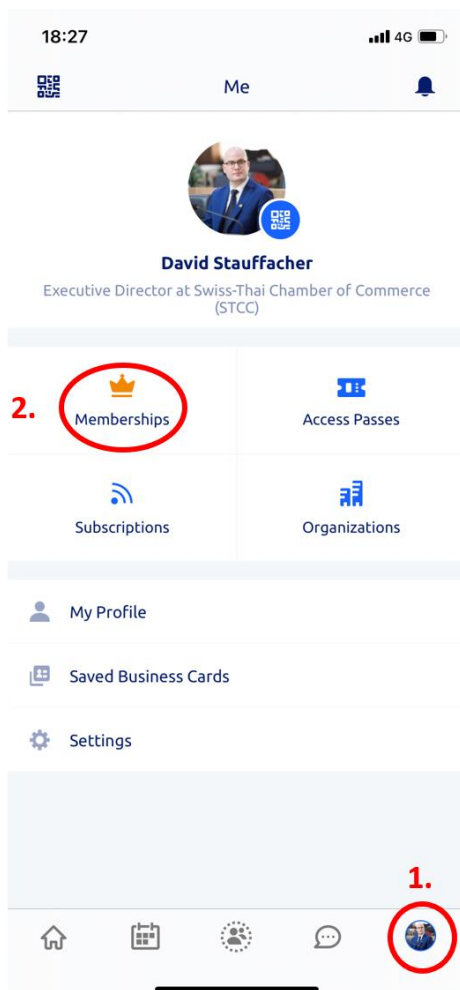 18:27
4G
Me
David Stauffacher
Executive Director at Swiss-Thai Chamber of Commerce
(STCC)
2.
Memberships
Access Passes
Subscriptions
Organizations
My Profile
Saved Business Cards
Settings
1.